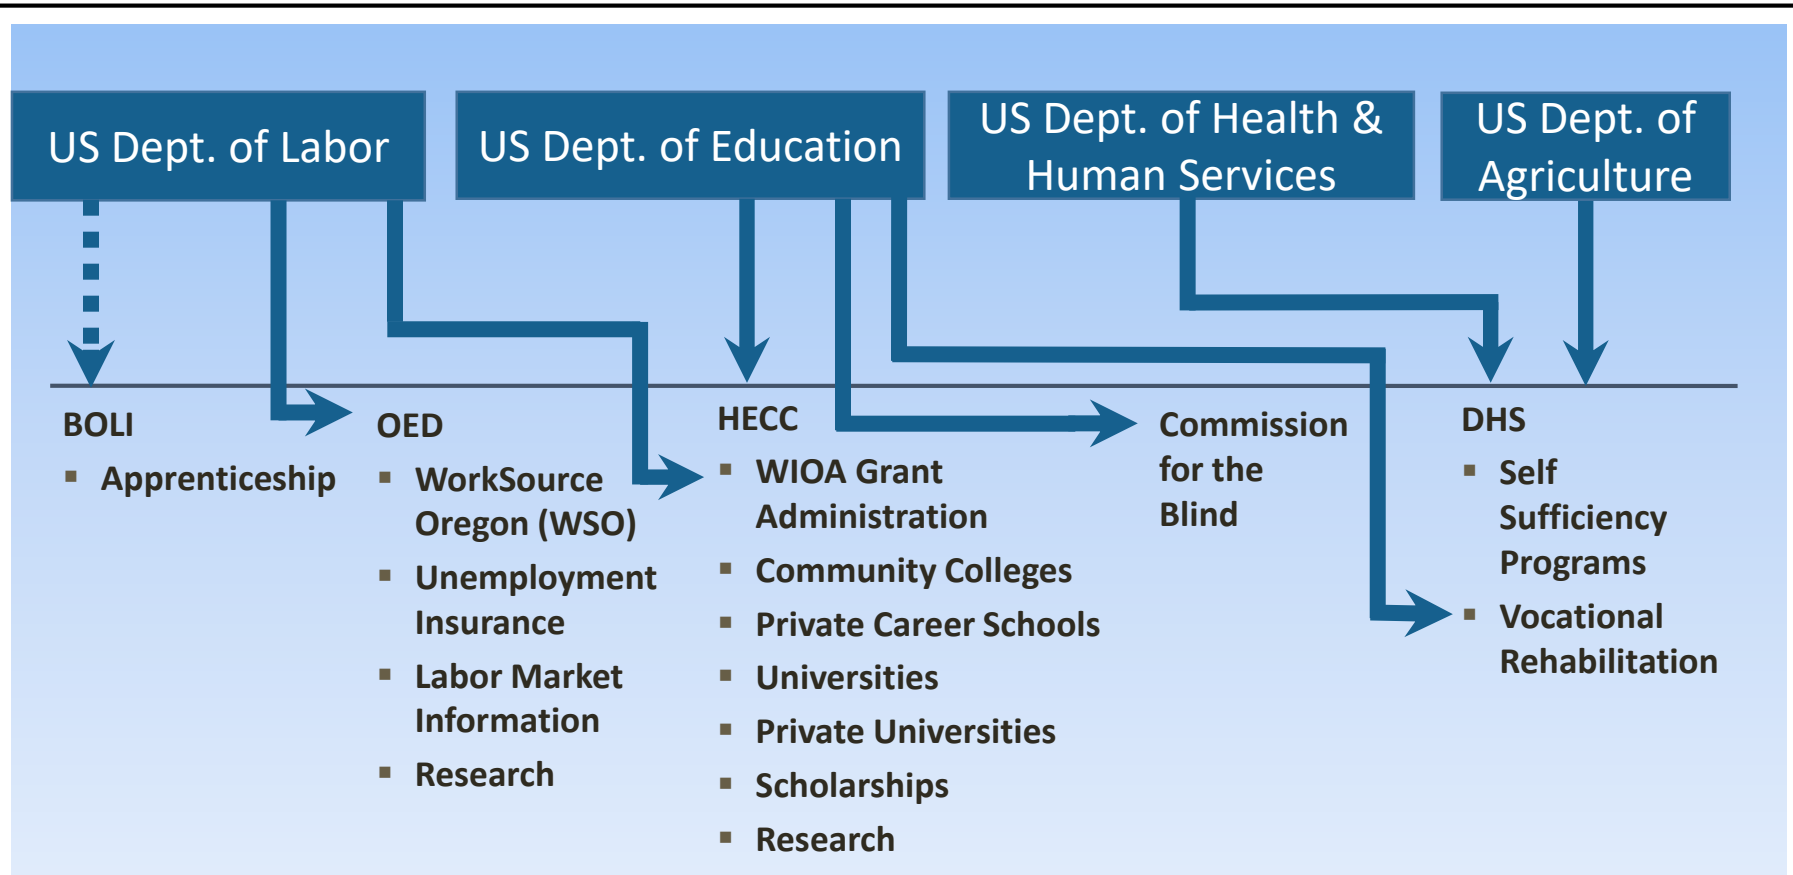 US Dept. of Labor
US Dept. of Education
US Dept. of Health &
Human Services
US Dept. of
Agriculture
BOLI
Apprenticeship
OED
WorkSource
Oregon (WSO)
Unemployment
Insurance
Labor Market
Information
Research
HECC
WIOA Grant
Administration
Community Colleges
Private Career Schools
Universities
Private Universities
Scholarships
Research
Commission
for the
Blind
DHS
Self
Sufficiency
Programs
Vocational
Rehabilitation